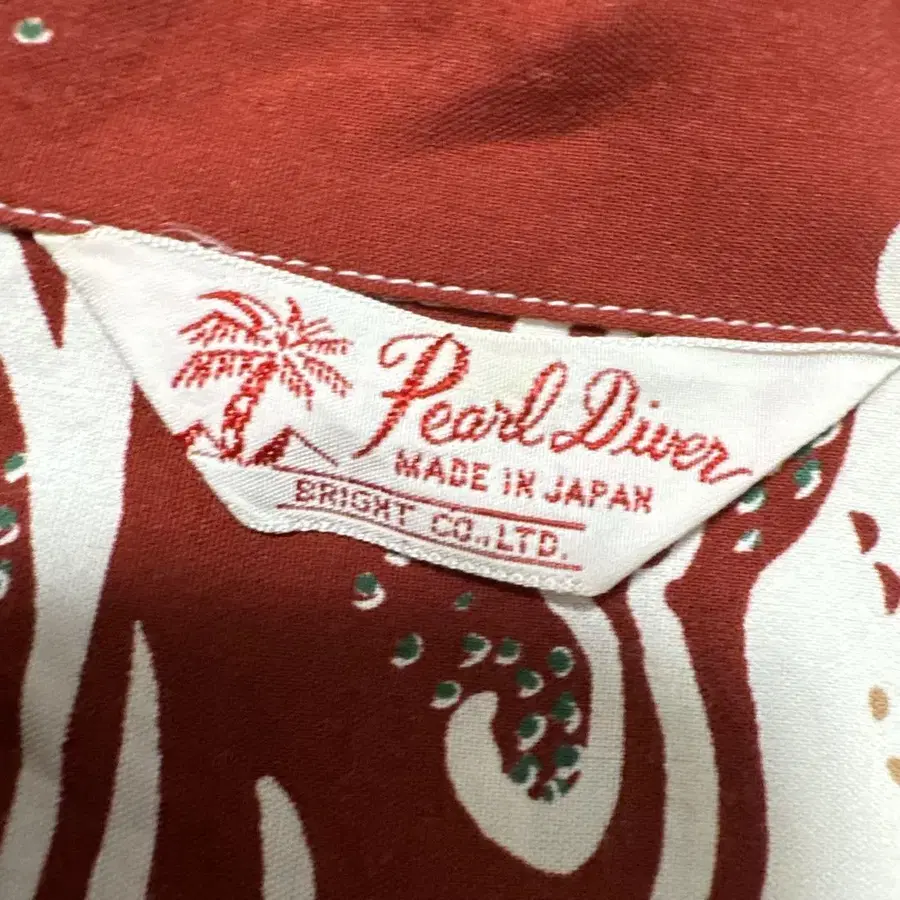 Pearl Diver
MADE IN JAPAN
BRIGHT CO.,LTD.